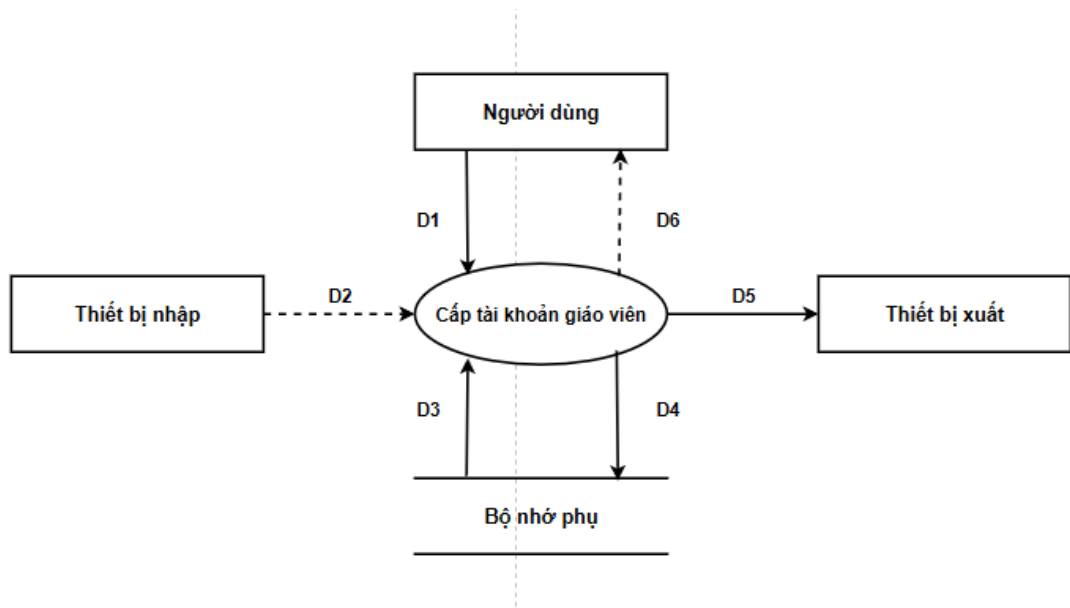 Người dùng
D1
D6
Thiết bị nhập
D2
Cấp tài khoản giáo viên
D5
Thiết bị xuất
D3
D4
Bộ nhớ phụ